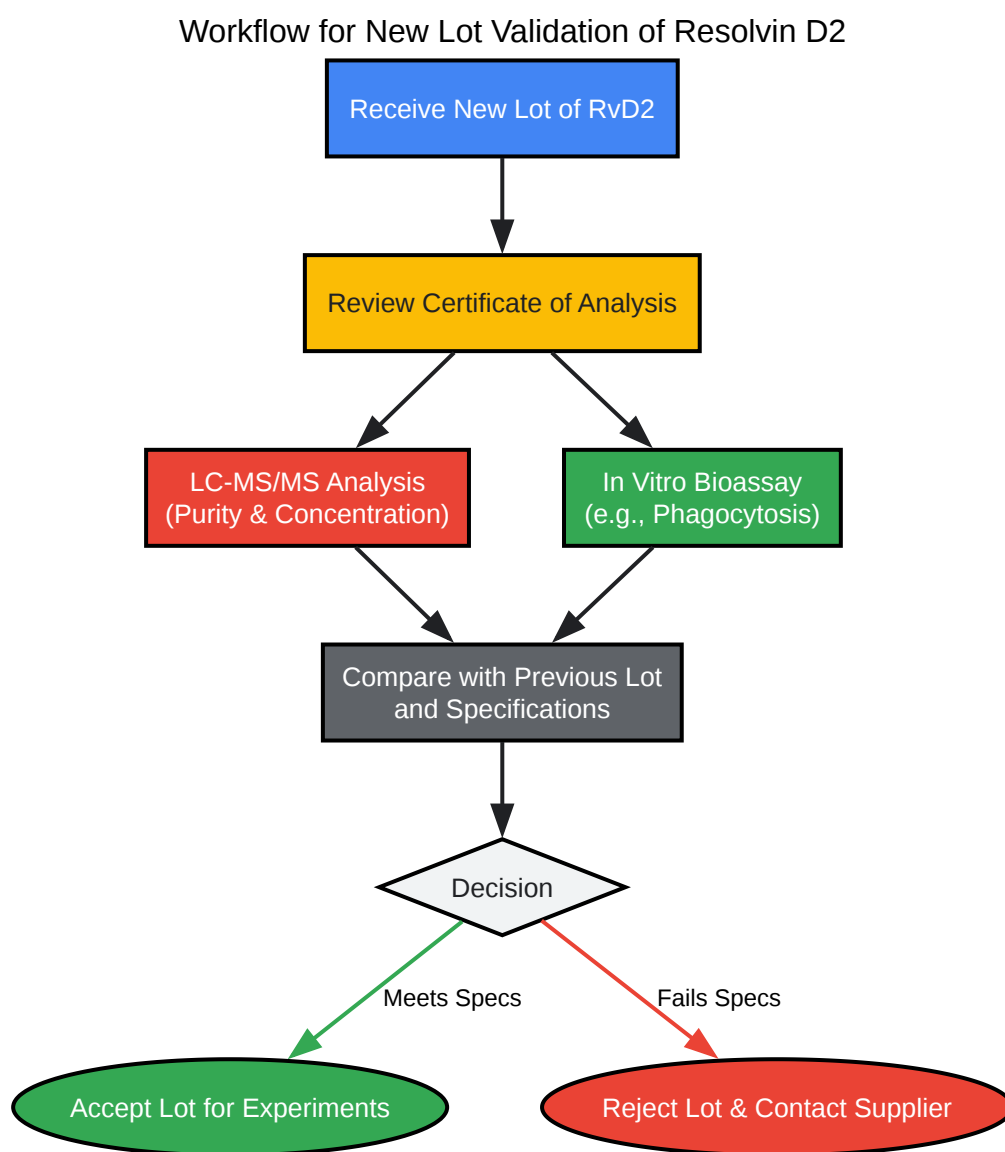 Workflow for New Lot Validation of Resolvin D2
Receive New Lot of RvD2
Review Certificate of Analysis
LC-MS/MS Analysis
(Purity & Concentration)
In Vitro Bioassay
(e.g., Phagocytosis)
Compare with Previous Lot
and Specifications
Decision
Meets Specs
Fails Specs
Accept Lot for Experiments
Reject Lot & Contact Supplier